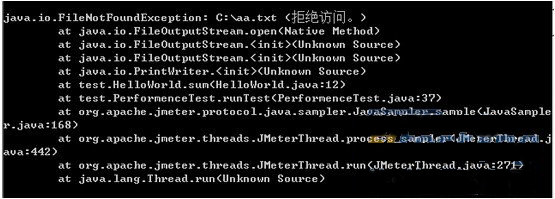 java.io.FileNotFoundException: C:\aa.txt (拒绝访问。)
at java.io.FileOutputStream.open(Native Method)
at java.io.FileOutputStream.<init>(Unknown Source)
at java.io.FileOutputStream.<init>(Unknown Source)
at java.io.PrintWriter.<init>(Unknown Source)
at test.HelloWorld.sum(HelloWorld.java:12)
at test.PerformenceTest.runTest(PerformenceTest.java:37)
at org.apache.jmeter.protocol.java.sampler.JavaSampler.sample(JavaSample
r.java:168)
at org.apache.jmeter.threads.JMeterThread.process_sampler(JMeterThread.j
ava:442)
at org.apache.jmeter.threads.JMeterThread.run(JMeterThread.java:271)
at java.lang.Thread.run(Unknown Source)